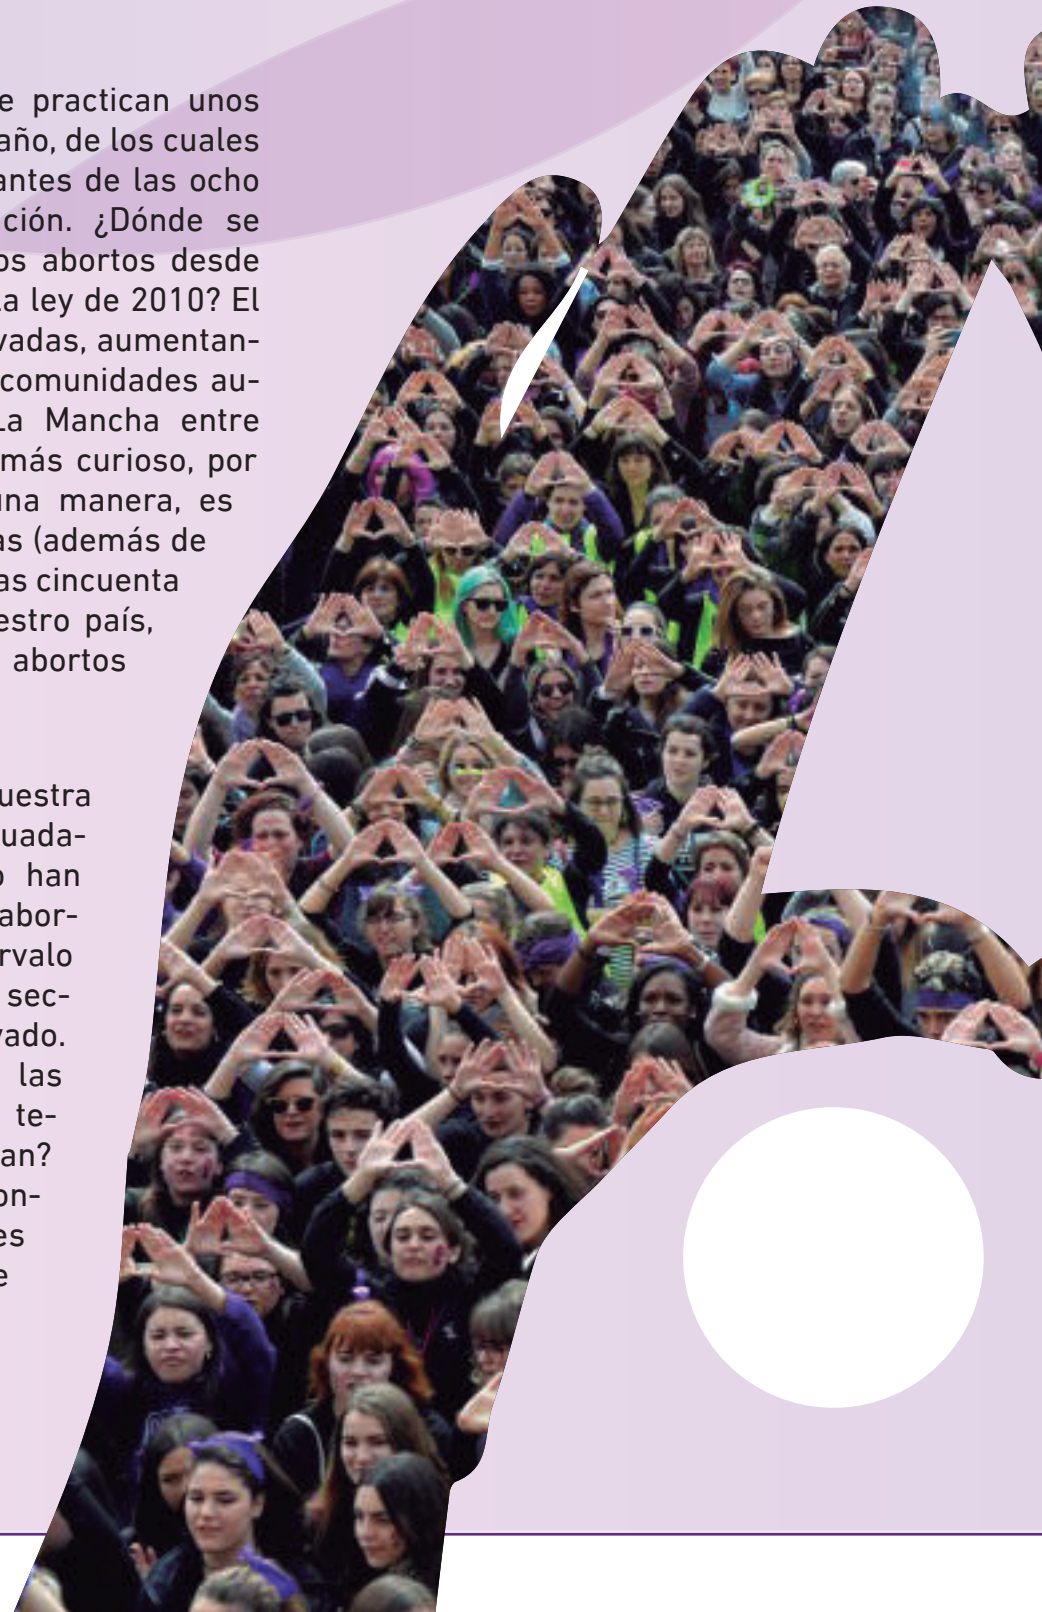 e practican unos
año, de los cuales
antes de las ocho
ción. ¿Dónde se
os abortos desde
la ley de 2010? El
vadas, aumentan-
comunidades au-
La Mancha entre
más curioso, por
una manera, es
as (además de
as cincuenta
estro país,
abortos
uestra
uada-
o han
abor-
rvalo
sec-
vado.
las
te-
an?
on-
es
e